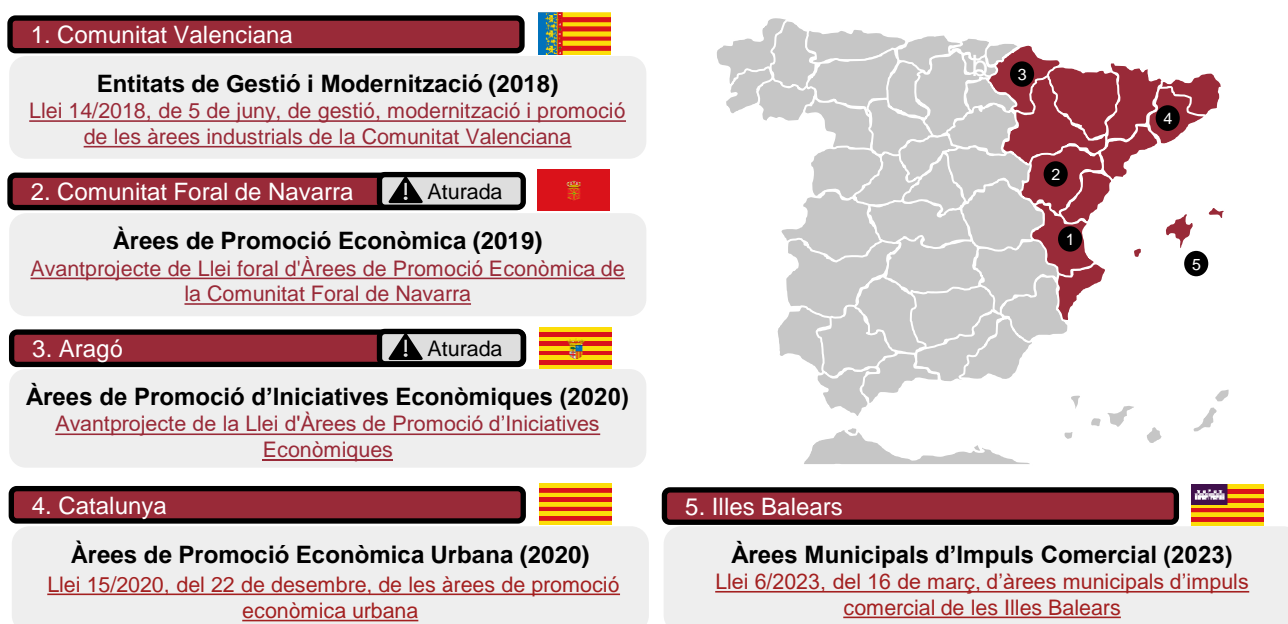 1. Comunitat Valenciana
Entitats de Gestió i Modernització (2018)
Llei 14/2018, de 5 de juny, de gestió, modernització i promoció
de les àrees industrials de la Comunitat Valenciana
2. Comunitat Foral de Navarra
Aturada
Àrees de Promoció Econòmica (2019)
Avantprojecte de Llei foral d'Àrees de Promoció Econòmica de
la Comunitat Foral de Navarra
3. Aragó
Aturada
Àrees de Promoció d’Iniciatives Econòmiques (2020)
Avantprojecte de la Llei d'Àrees de Promoció d’Iniciatives
Econòmiques
4. Catalunya
Àrees de Promoció Econòmica Urbana (2020)
Llei 15/2020, del 22 de desembre, de les àrees de promoció
econòmica urbana
3
4
2
1
5
5. Illes Balears
Àrees Municipals d’Impuls Comercial (2023)
Llei 6/2023, del 16 de març, d’àrees municipals d’impuls
comercial de les Illes Balears